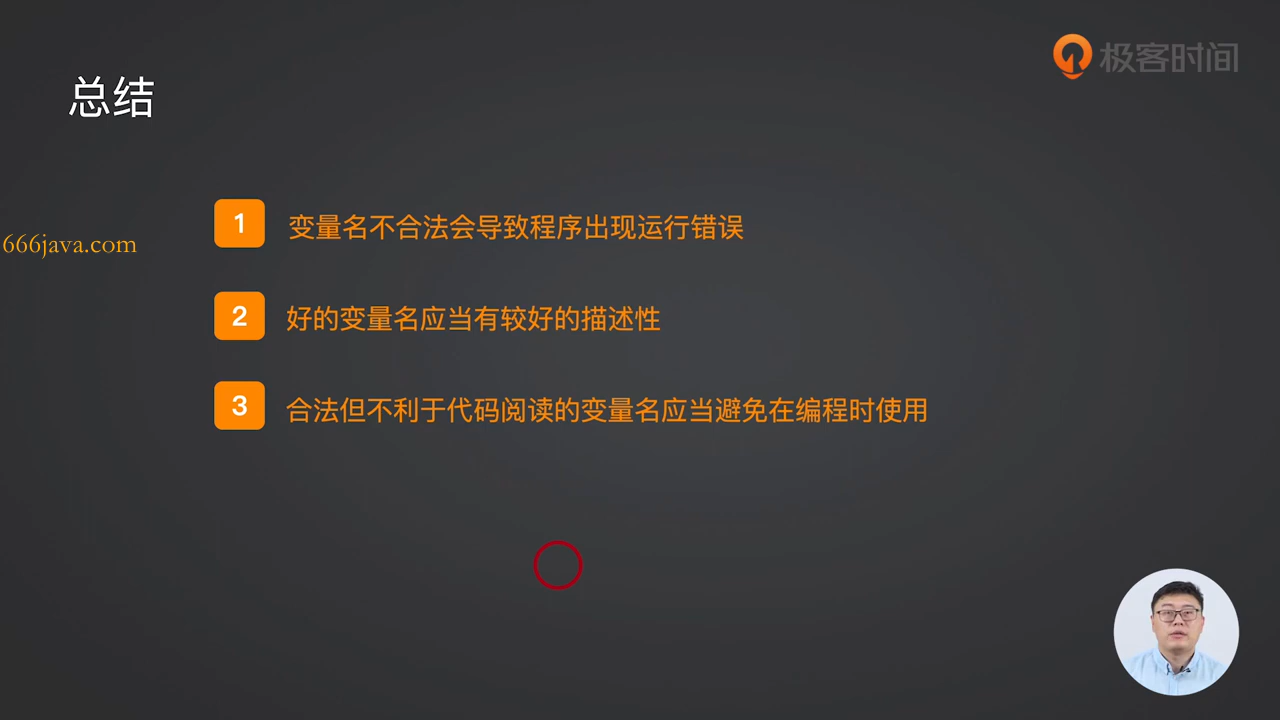 极客时间
总结
1 变量名不合法会导致程序出现运行错误
666java.com
2 好的变量名应当有较好的描述性
3 合法但不利于代码阅读的变量名应当避免在编程时使用